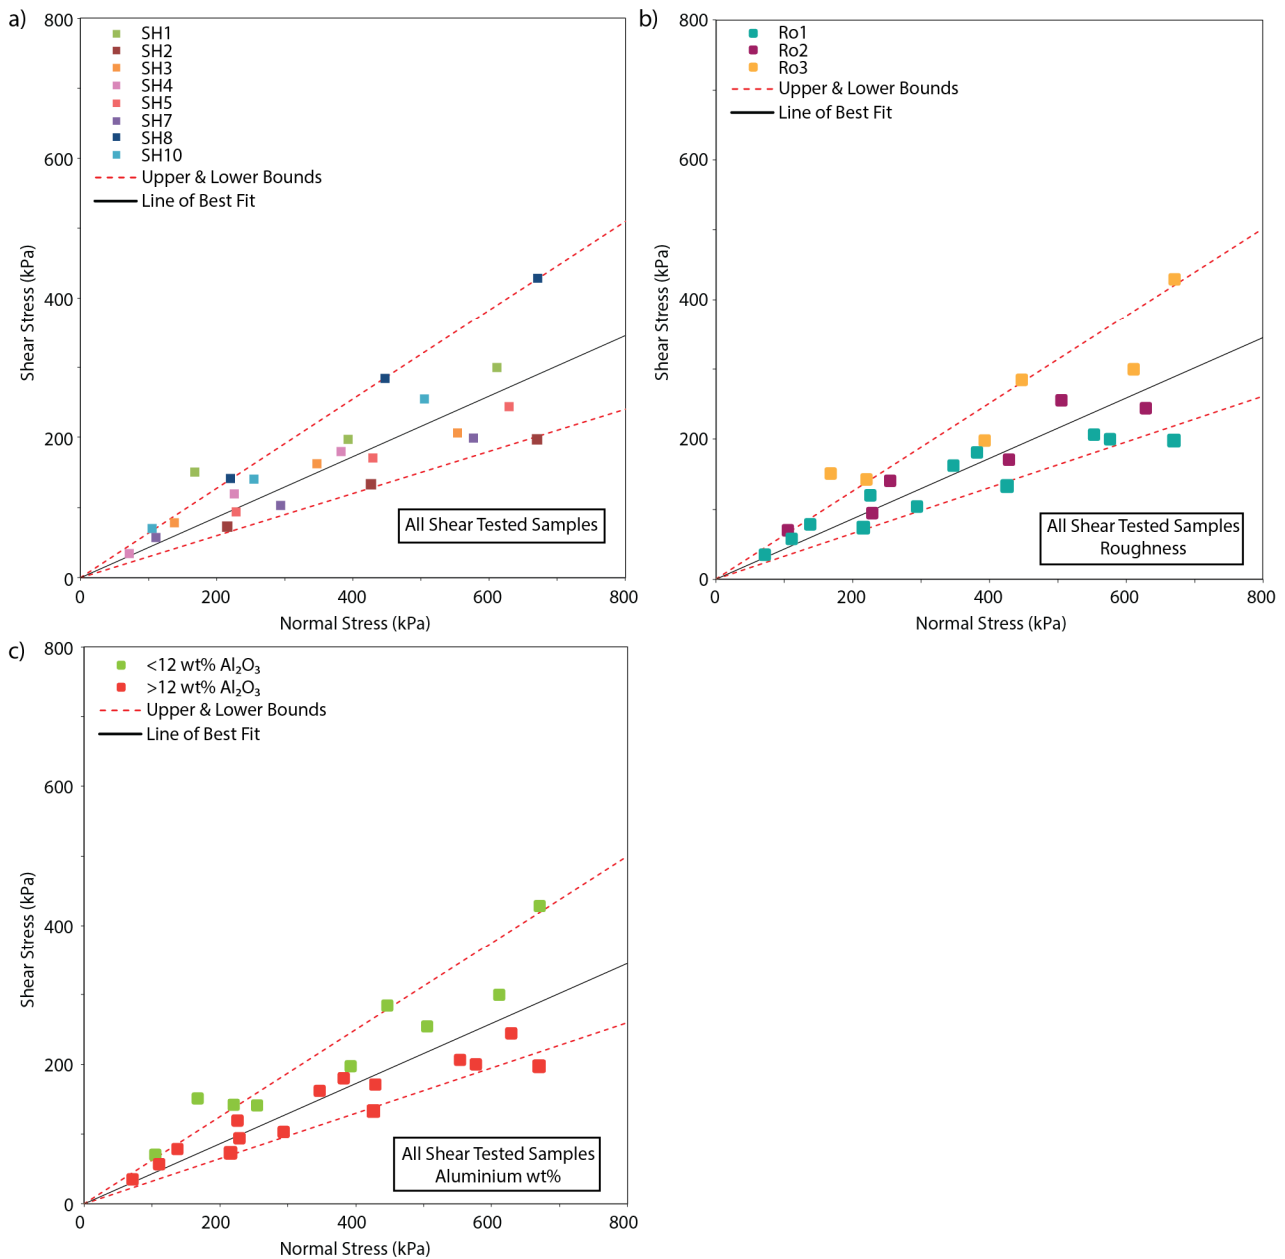 a)
800
600
400
200
0
Shear Stress (kPa)
SH1
SH2
SH3
SH4
SH5
SH7
SH8
SH10
Upper & Lower Bounds
Line of Best Fit
All Shear Tested Samples
0 200 400 600 800
Normal Stress (kPa)
b)
800
600
400
200
0
Shear Stress (kPa)
Ro1
Ro2
Ro3
Upper & Lower Bounds
Line of Best Fit
All Shear Tested Samples
Roughness
0 200 400 600 800
Normal Stress (kPa)
c)
800
600
400
200
0
Shear Stress (kPa)
<12 wt% Al₂O₃
>12 wt% Al₂O₃
Upper & Lower Bounds
Line of Best Fit
All Shear Tested Samples
Aluminium wt%
0 200 400 600 800
Normal Stress (kPa)